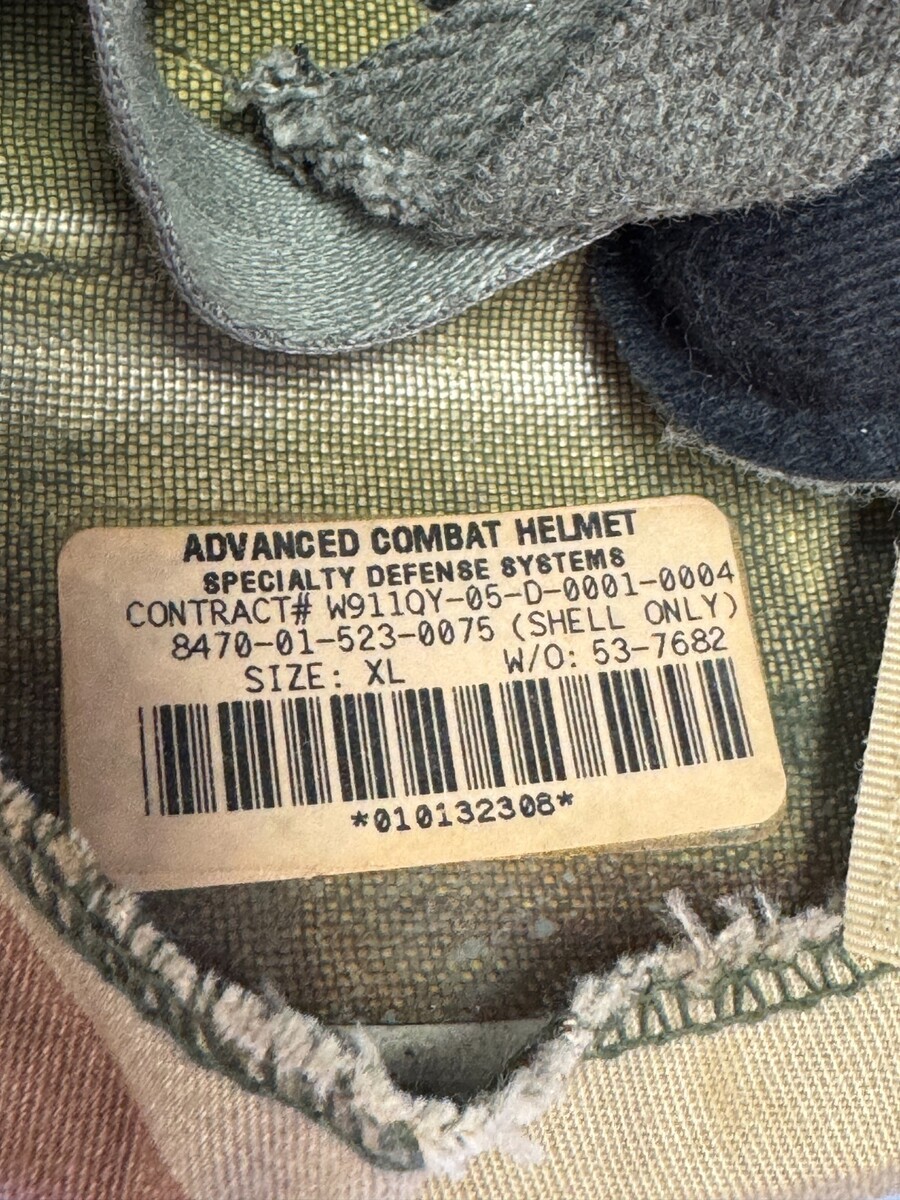 ADVANCED COMBAT HELMET
SPECIALTY DEFENSE SYSTEMS
CONTRACT# W911QY-05-D-0001-0004
8470-01-523-0075 (SHELL ONLY)
SIZE: XL W/O: 53-7682
*010132308*